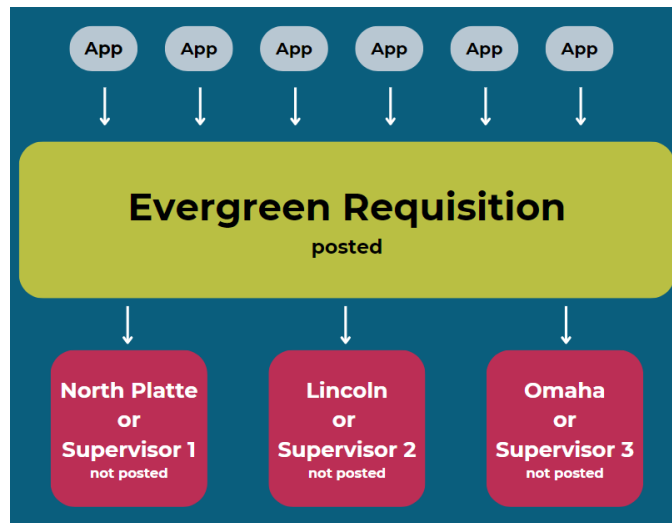 App App App App App App
Evergreen Requisition
posted
North Platte
or
Supervisor 1
not posted
Lincoln
or
Supervisor 2
not posted
Omaha
or
Supervisor 3
not posted